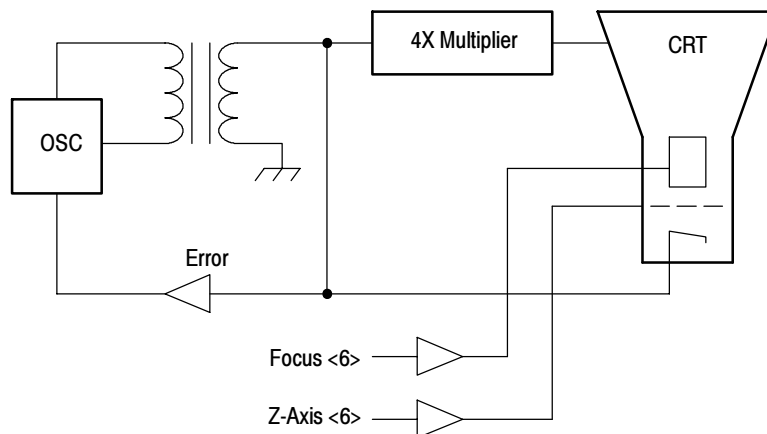 4X Multiplier
CRT
OSC
Error
Focus <6>
Z-Axis <6>